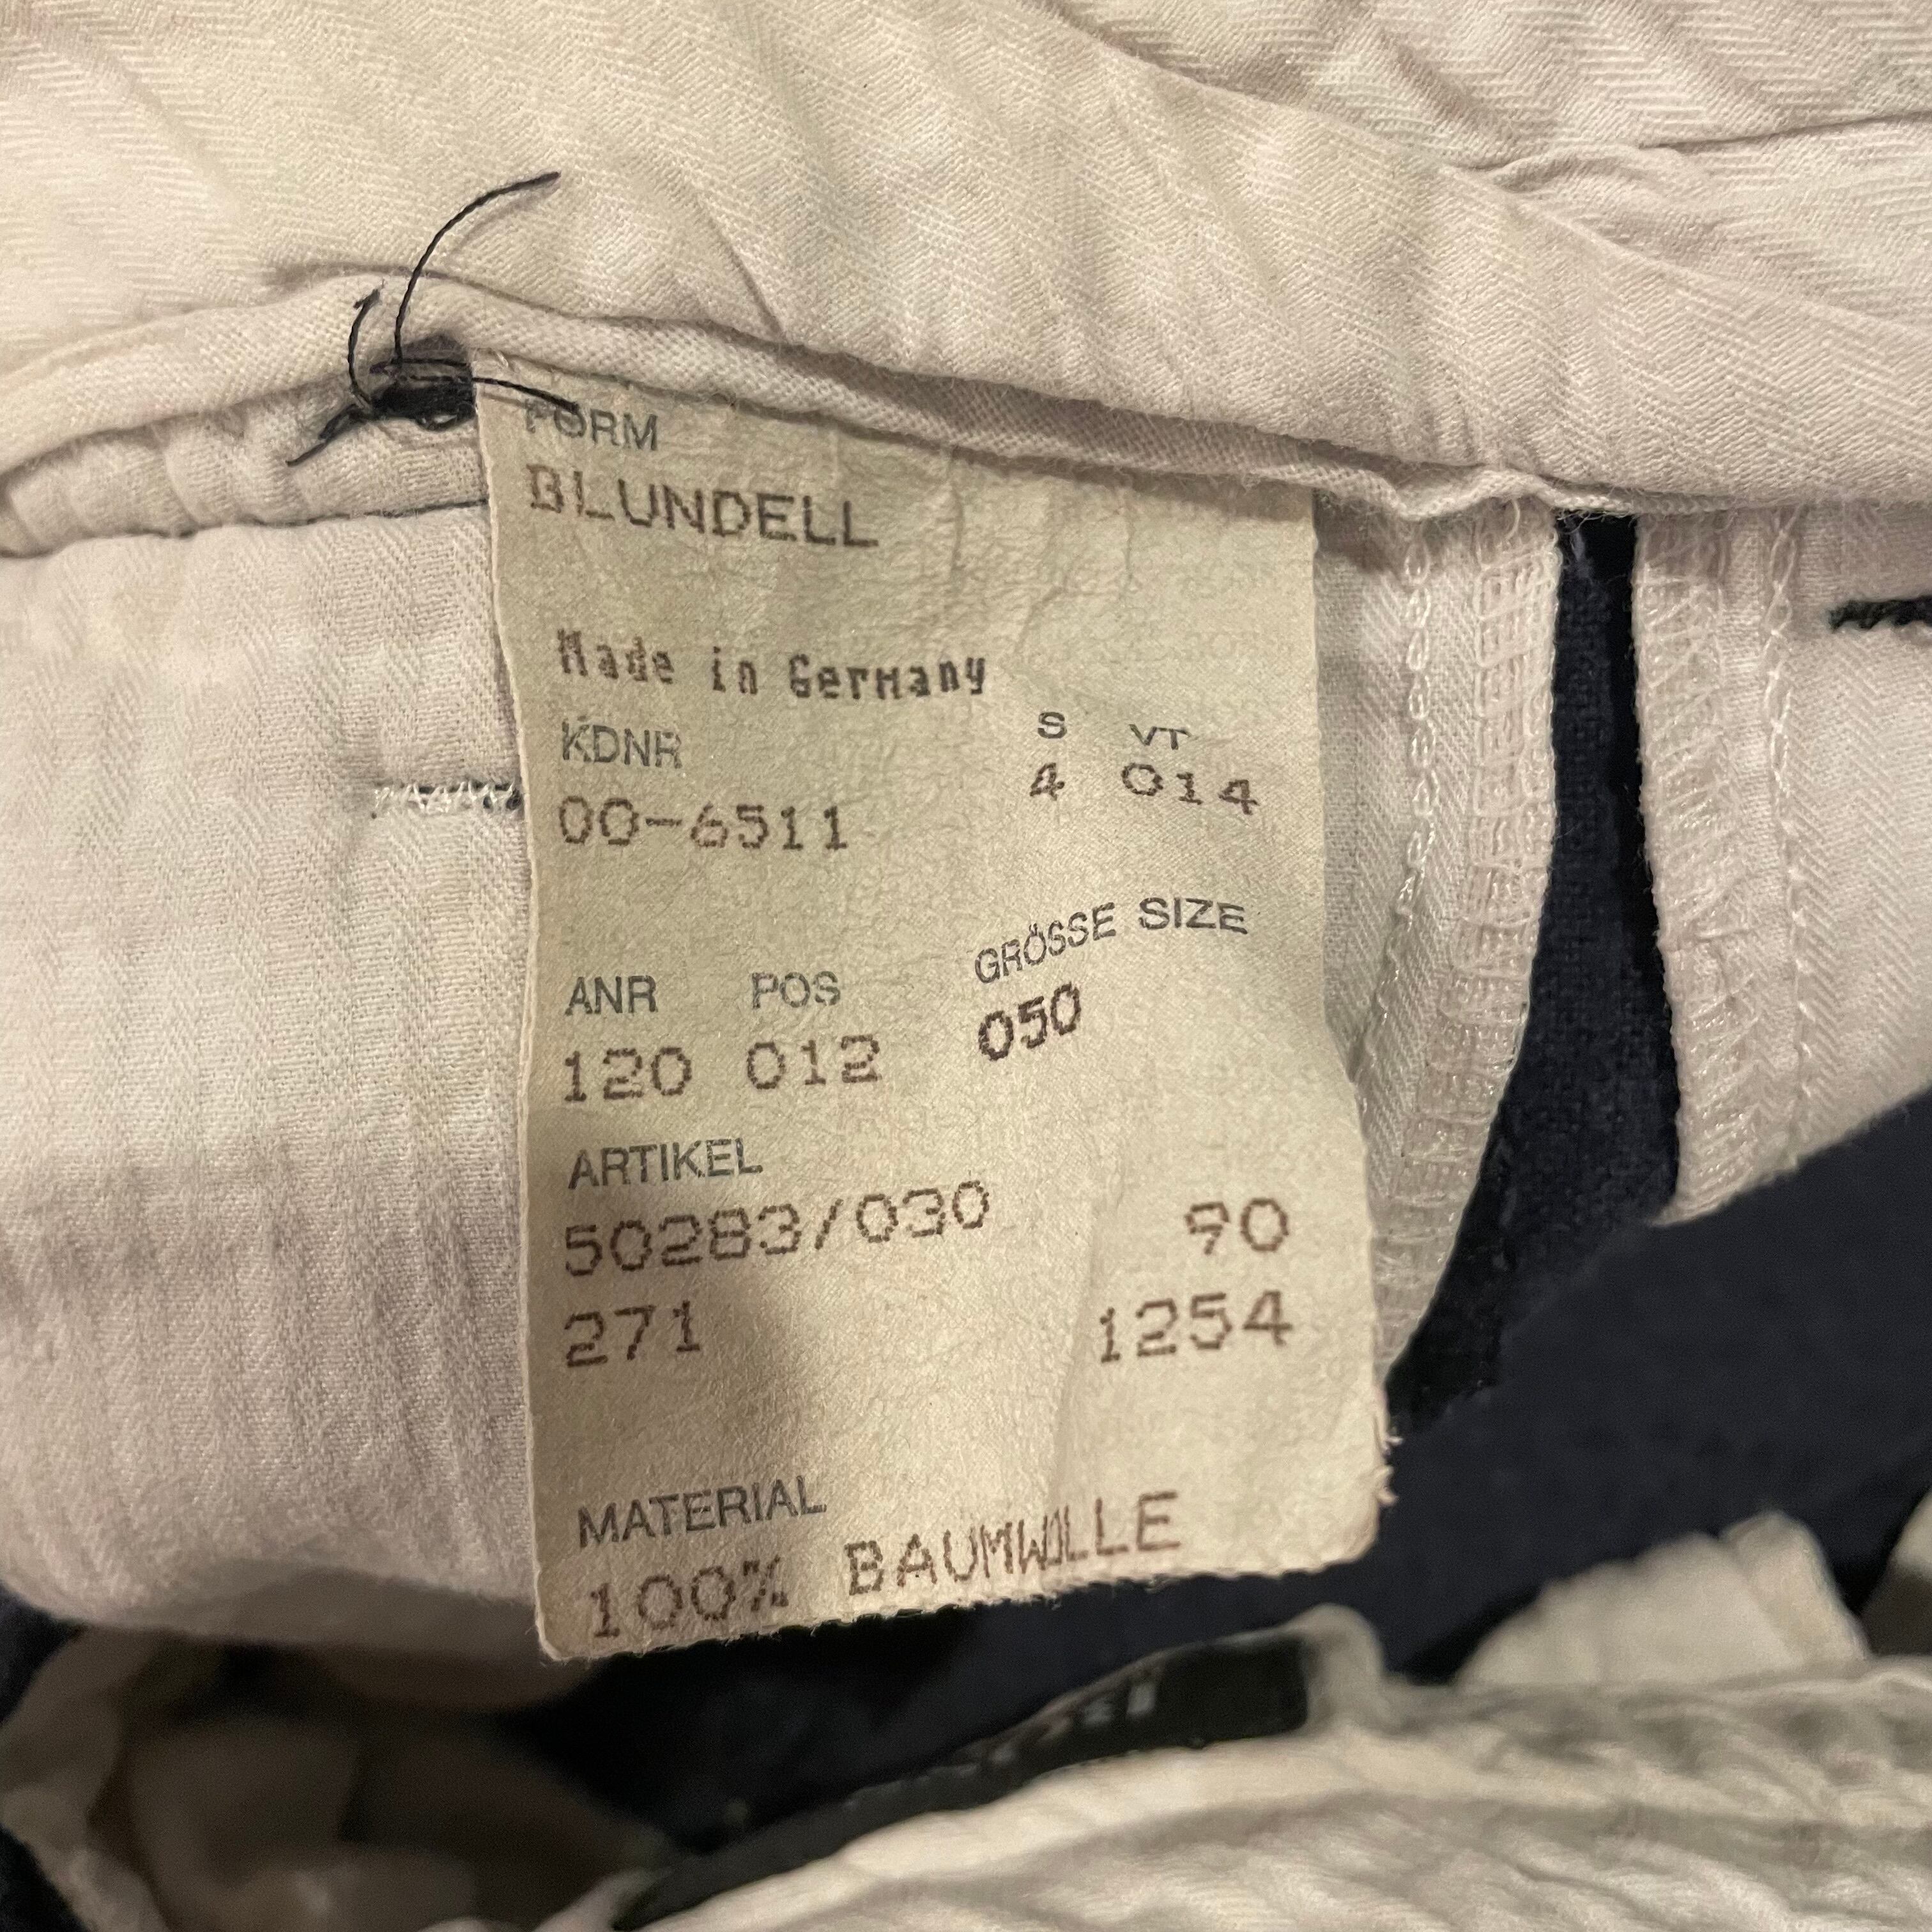 FORM
BLUNDELL
Made in Germany
KDNR S VT
00-6511 4 014
ANR POS GRÖSSE SIZE
120 012 050
ARTIKEL
50283/030 90
271 1254
MATERIAL
100% BAUMWOLLE